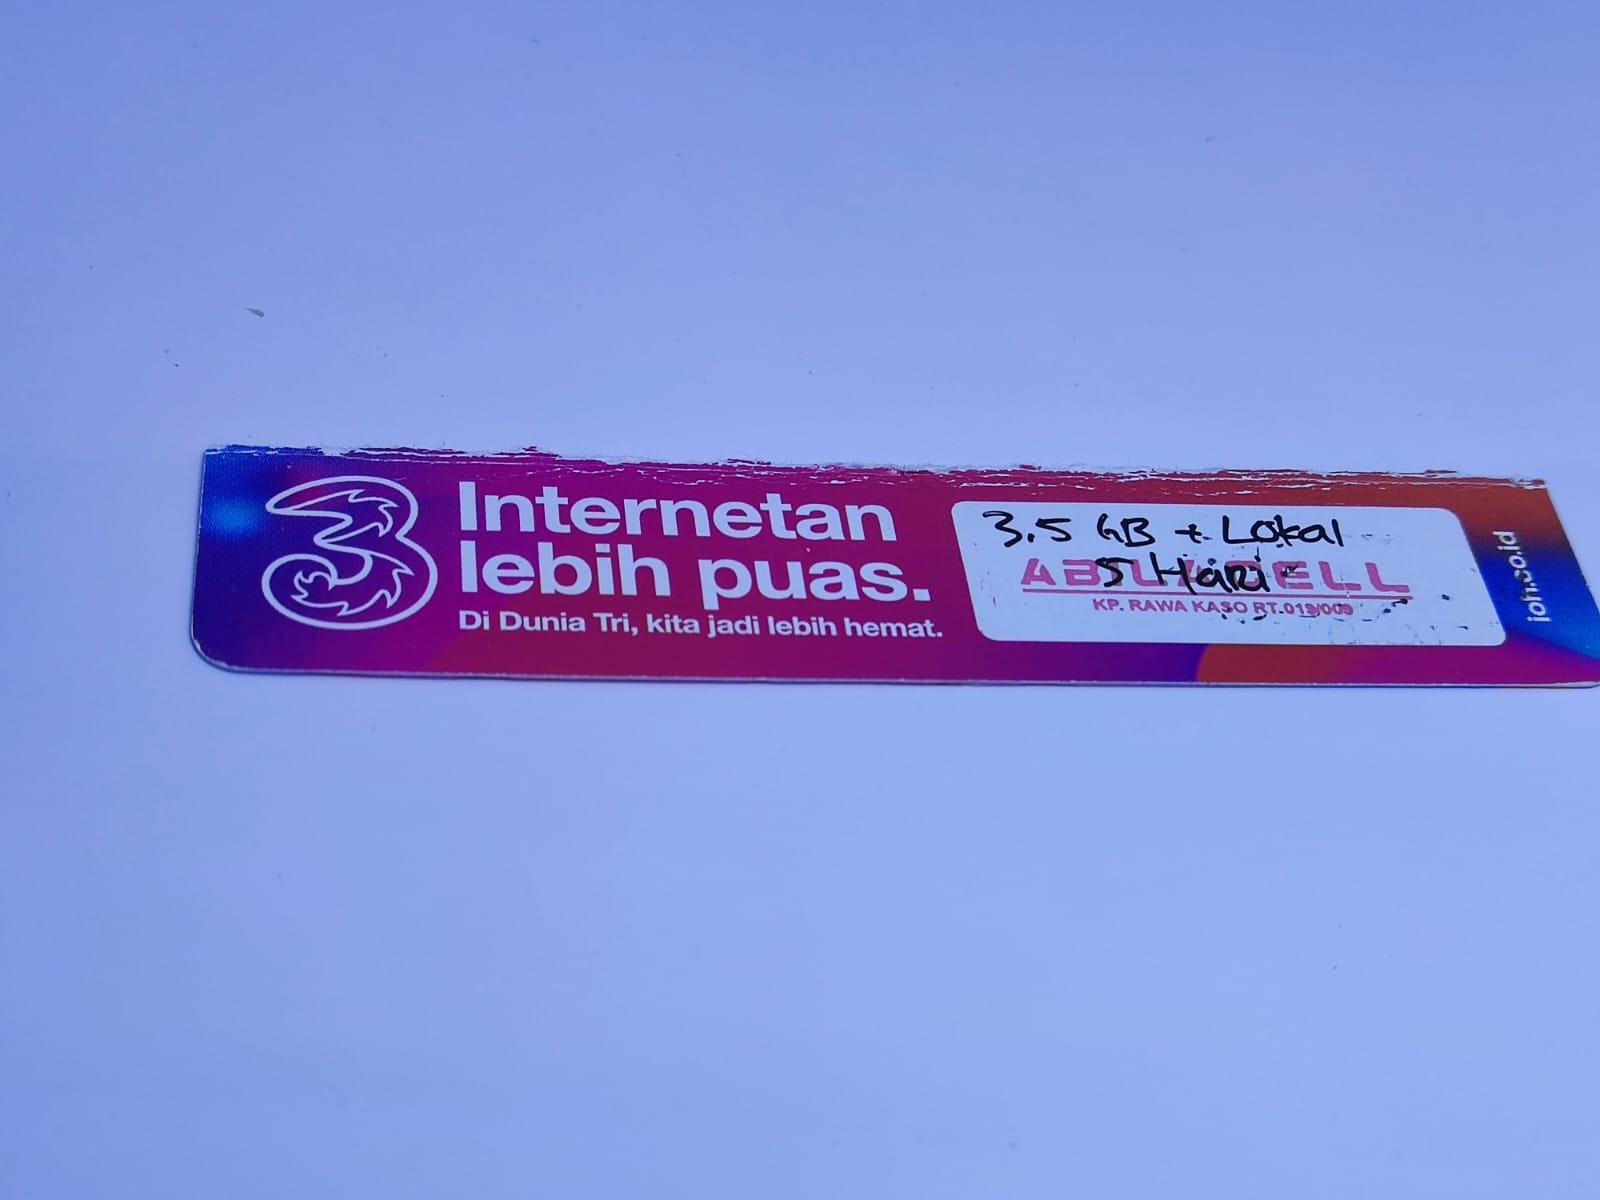 3
Internetan
lebih puas.
Di Dunia Tri, kita jadi lebih hemat.
3.5 GB + Lokal
5 Hari
KP. RAWA KASO RT.019/009
ioh.co.id